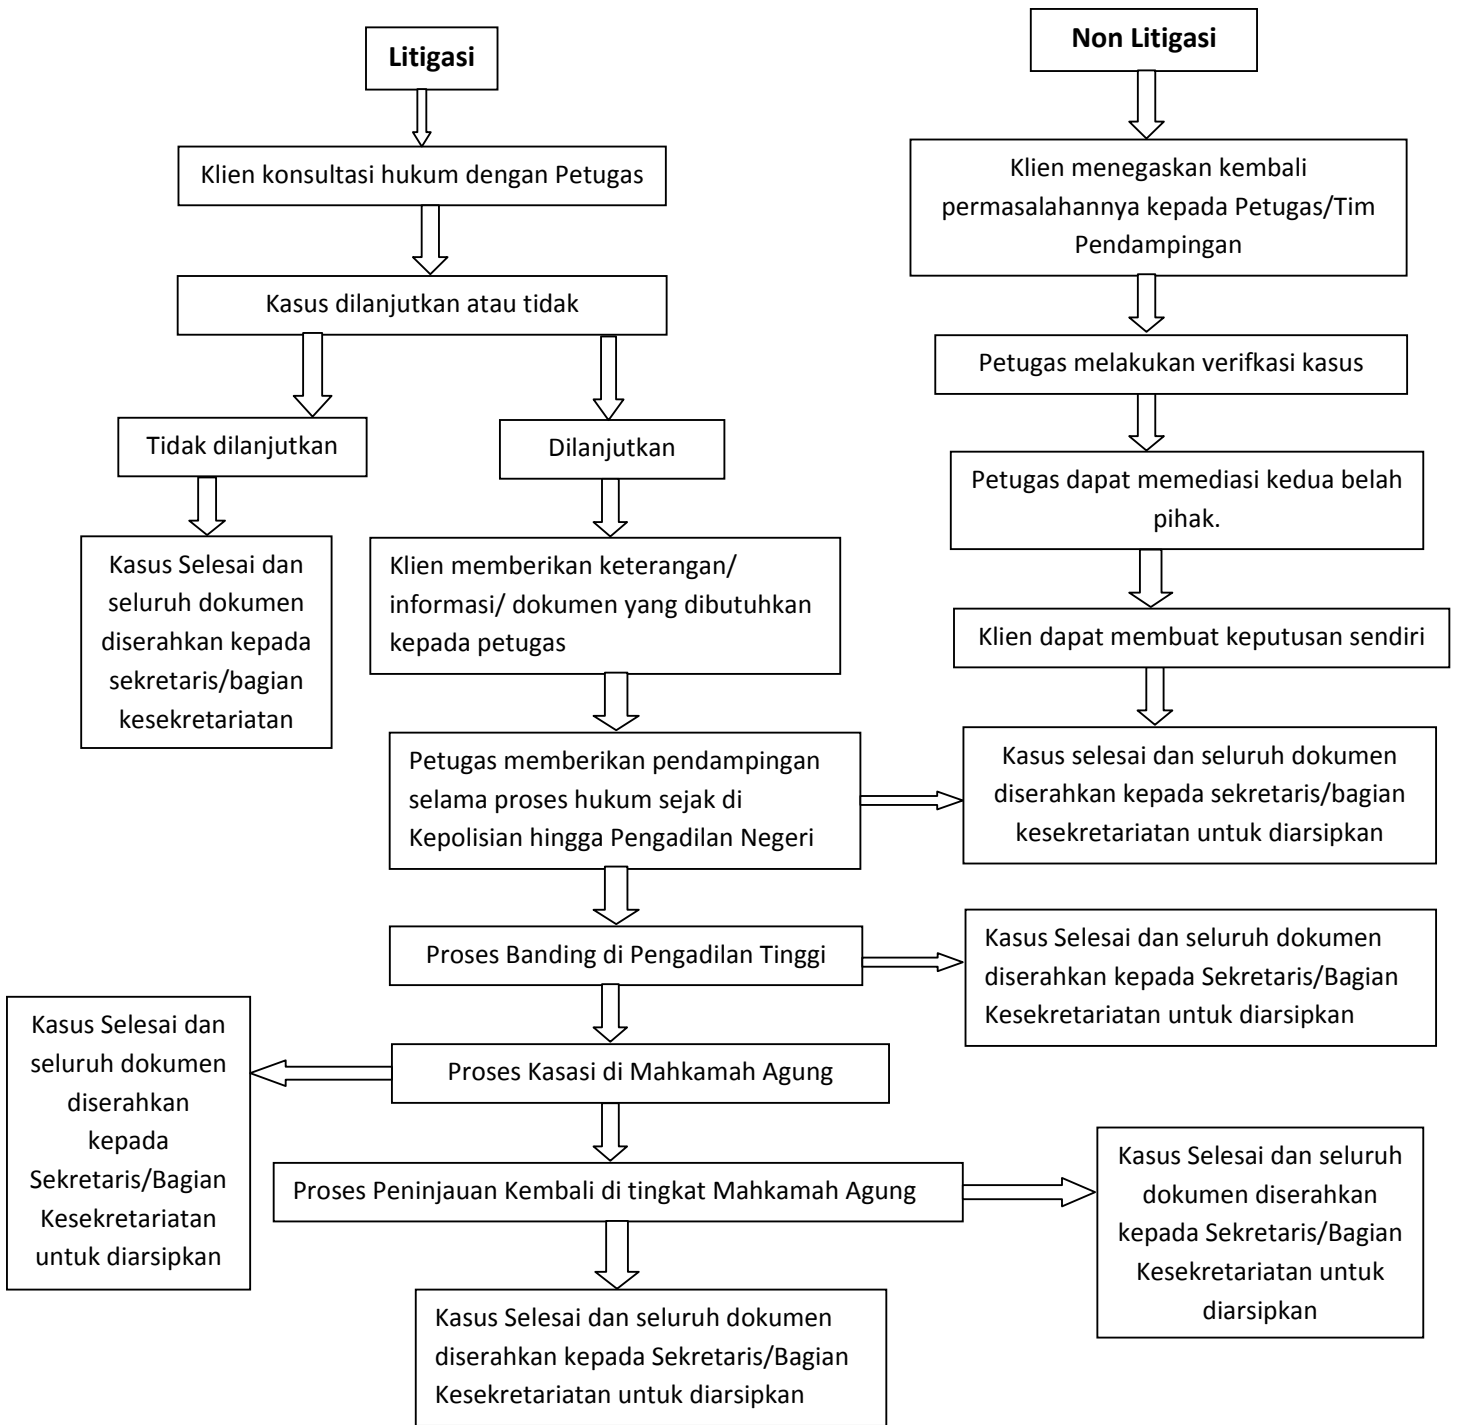 Litigasi
Klien konsultasi hukum dengan Petugas
Kasus dilanjutkan atau tidak
Tidak dilanjutkan
Dilanjutkan
Kasus Selesai dan
seluruh dokumen
diserahkan kepada
sekretaris/bagian
kesekretariatan
Klien memberikan keterangan/
informasi/ dokumen yang dibutuhkan
kepada petugas
Petugas memberikan pendampingan
selama proses hukum sejak di
Kepolisian hingga Pengadilan Negeri
Proses Banding di Pengadilan Tinggi
Kasus Selesai dan seluruh dokumen
diserahkan kepada Sekretaris/Bagian
Kesekretariatan untuk diarsipkan
Proses Kasasi di Mahkamah Agung
Kasus Selesai dan
seluruh dokumen
diserahkan
kepada
Sekretaris/Bagian
Kesekretariatan
untuk diarsipkan
Proses Peninjauan Kembali di tingkat Mahkamah Agung
Kasus Selesai dan seluruh
dokumen diserahkan
kepada Sekretaris/Bagian
Kesekretariatan untuk
diarsipkan
Kasus Selesai dan seluruh dokumen
diserahkan kepada Sekretaris/Bagian
Kesekretariatan untuk diarsipkan
Non Litigasi
Klien menegaskan kembali
permasalahannya kepada Petugas/Tim
Pendampingan
Petugas melakukan verifkasi kasus
Petugas dapat memediasi kedua belah
pihak.
Klien dapat membuat keputusan sendiri
Kasus selesai dan seluruh dokumen
diserahkan kepada sekretaris/bagian
kesekretariatan untuk diarsipkan